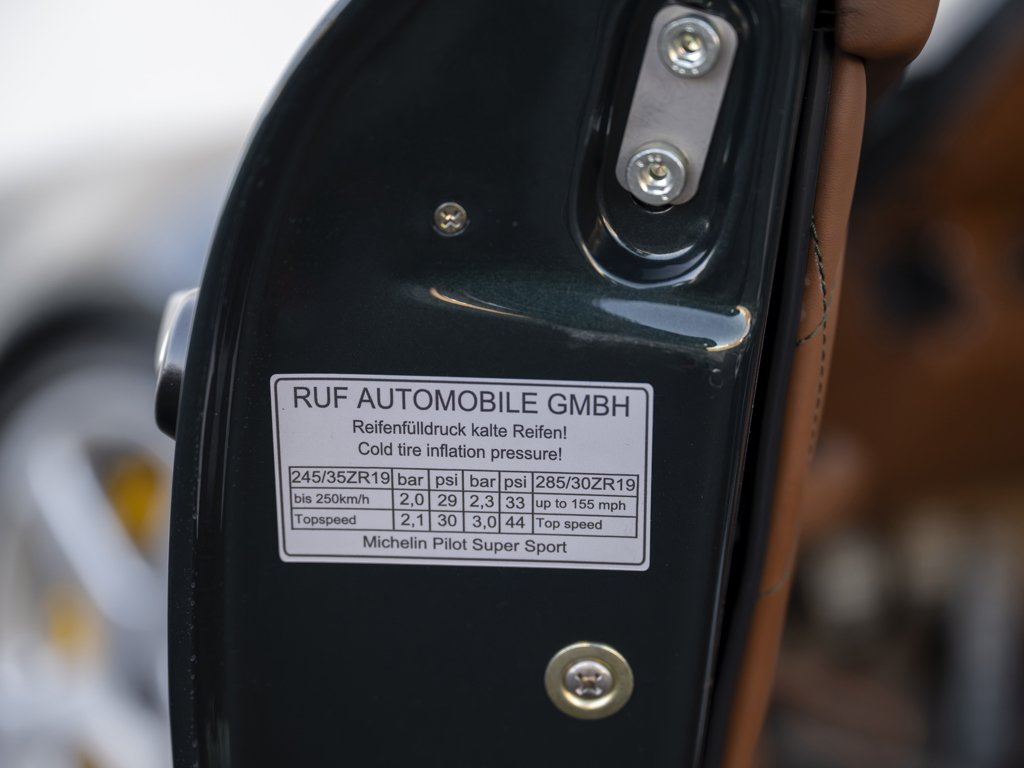 RUF AUTOMOBILE GMBH
Reifenfülldruck kalte Reifen!
Cold tire inflation pressure!
245/35ZR19 bar psi bar psi 285/30ZR19
bis 250km/h 2,0 29 2,3 33 up to 155 mph
Topspeed 2,1 30 3,0 44 Top speed
Michelin Pilot Super Sport